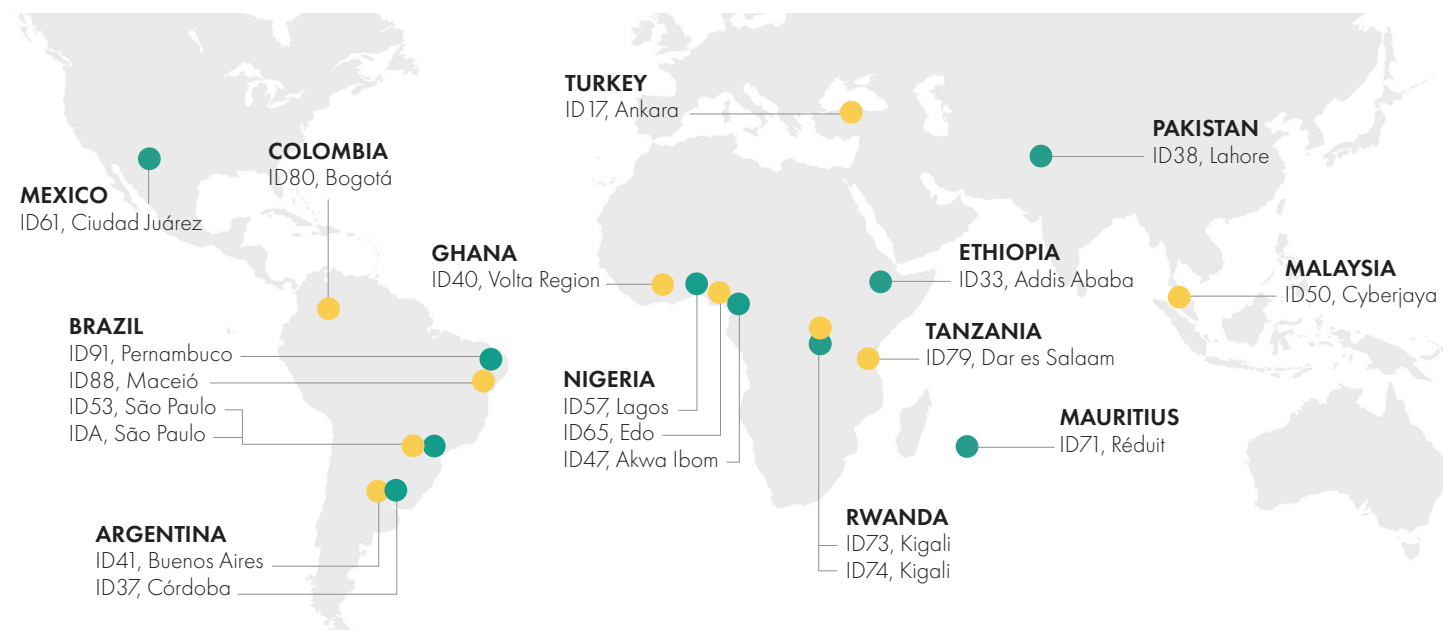 TURKEY
ID17, Ankara
PAKISTAN
ID38, Lahore
COLOMBIA
ID80, Bogotá
MEXICO
ID61, Ciudad Juárez
GHANA
ID40, Volta Region
ETHIOPIA
ID33, Addis Ababa
MALAYSIA
ID50, Cyberjaya
BRAZIL
ID91, Pernambuco
ID88, Maceió
ID53, São Paulo
IDA, São Paulo
TANZANIA
ID79, Dar es Salaam
NIGERIA
ID57, Lagos
ID65, Edo
ID47, Akwa Ibom
MAURITIUS
ID71, Réduit
ARGENTINA
ID41, Buenos Aires
ID37, Córdoba
RWANDA
ID73, Kigali
ID74, Kigali